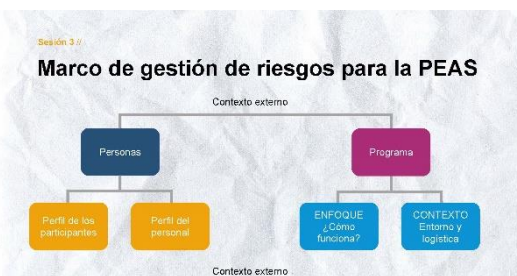 Sesión 3 //
Marco de gestión de riesgos para la PEAS
Contexto externo
Personas
Programa
Perfil de los
participantes
Perfil del
personal
ENFOQUE
¿Cómo
funciona?
CONTEXTO
Entorno y
logística
Contexto externo